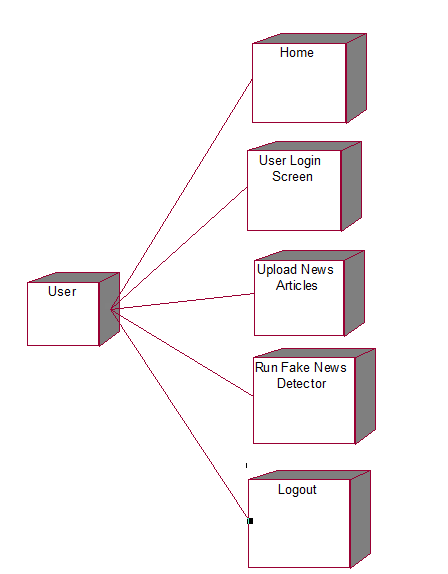 Home
User Login
Screen
Upload News
Articles
User
Run Fake News
Detector
Logout